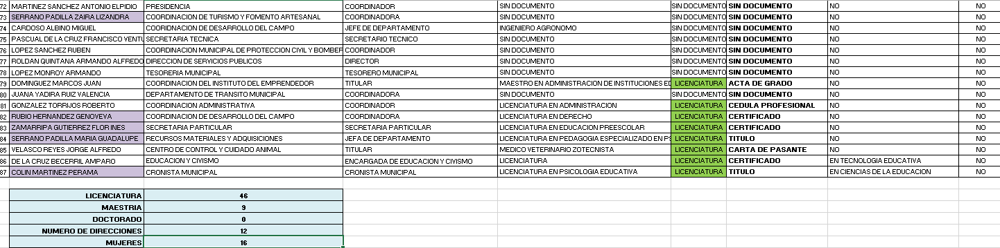 72 MARTINEZ SANCHEZ ANTONIO ELPIDIO PRESIDENCIA COORDINADOR SIN DOCUMENTO SIN DOCUMENTO SIN DOCUMENTO NO NO
73 SERRANO PADILLA ZAIRA LIZANDRA COORDINACION DE TURISMO Y FOMENTO ARTESANAL COORDINADOR SIN DOCUMENTO SIN DOCUMENTO SIN DOCUMENTO NO NO
74 CARDOSO ALBINO MIGUEL COORIDNACION DE DESARROLLO DEL CAMPO JEFE DE DEPARTAMENTO INGENIERO AGRONOMO SIN DOCUMENTO SIN DOCUMENTO NO NO
75 PASCUAL DE LA CRUZ FRANCISCO VENTU SECRETARIA TECNICA SECRETARIO TECNICO SIN DOCUMENTO SIN DOCUMENTO SIN DOCUMENTO NO NO
76 LOPEZ SANCHEZ RUBEN COORDINACION MUNICIPAL DE PROTECCION CIVIL Y BOMBER COORDINADOR SIN DOCUMENTO SIN DOCUMENTO SIN DOCUMENTO NO NO
77 ROLDAN QUINTANA ARMANDO ALFREDO DIRECCION DE SERVICIOS PUBLICOS DIRECTOR SIN DOCUMENTO SIN DOCUMENTO SIN DOCUMENTO NO NO
78 LOPEZ MONROY ARMANDO TESORERIA MUNICIPAL TESORERO MUNICIPAL SIN DOCUMENTO SIN DOCUMENTO SIN DOCUMENTO NO NO
79 DOMINGUEZ MARCOS JUAN COORDINACION DEL INSTITUTO DEL EMPRENDEDOR TITULAR MAESTRO EN ADMINISTRACION DE INSTITUCIONES ED LICENCIATURA ACTA DE GRADO NO NO
80 JUANA YADIRA RUIZ VALENCIA DEPARTAMENTO DE TRANSITO MUNICIPAL COORDINADORA SIN DOCUMENTO SIN DOCUMENTO SIN DOCUMENTO NO NO
81 GONZALEZ TORRIJOS ROBERTO COORDINACION ADMINISTRATIVA COORDINADOR LICENCIATURA EN ADMINISTRACION LICENCIATURA CEDULA PROFESIONAL NO NO
82 RUBIO HERNANDEZ GENOVEVA COORDINACION DE DESARROLLO DEL CAMPO COORDINADORA LICENCIATURA EN DERECHO LICENCIATURA CERTIFICADO NO NO
83 ZAMARRIPA GUTIERREZ FLOR INES SECRETARIA PARTICULAR SECRETARIA PARTICULAR LICENCIATURA EN EDUCACION PREESCOLAR LICENCIATURA CERTIFICADO NO NO
84 SERRANO PADILLA MARIA GUADALUPE RECURSOS MATERIALES Y ADQUISICIONES JEFA DE DEPARTAMENTO LICENCIATURA EN PEDAGOGIA ESPECIALIZADO EN PS LICENCIATURA TITULO NO NO
85 VELASCO REYES JORGE ALFREDO CENTRO DE CONTROL Y CUIDADO ANIMAL TITULAR MEDICO VETERINARIO ZOTECNISTA LICENCIATURA CARTA DE PASANTE NO NO
86 DE LA CRUZ BECERRIL AMPARO EDUCACION Y CIVISMO ENCARGADA DE EDUCACION Y CIVISMO LICENCIATURA LICENCIATURA CERTIFICADO EN TECNOLOGIA EDUCATIVA NO
87 COLIN MARTINEZ PERAMA CRONISTA MUNICIPAL CRONISTA MUNICIPAL LICENCIATURA EN PSICOLOGIA EDUCATIVA LICENCIATURA TITULO EN CIENCIAS DE LA EDUCACION NO
LICENCIATURA 46
MAESTRIA 9
DOCTORADO 0
NUMERO DE DIRECCIONES 12
MUJERES 16